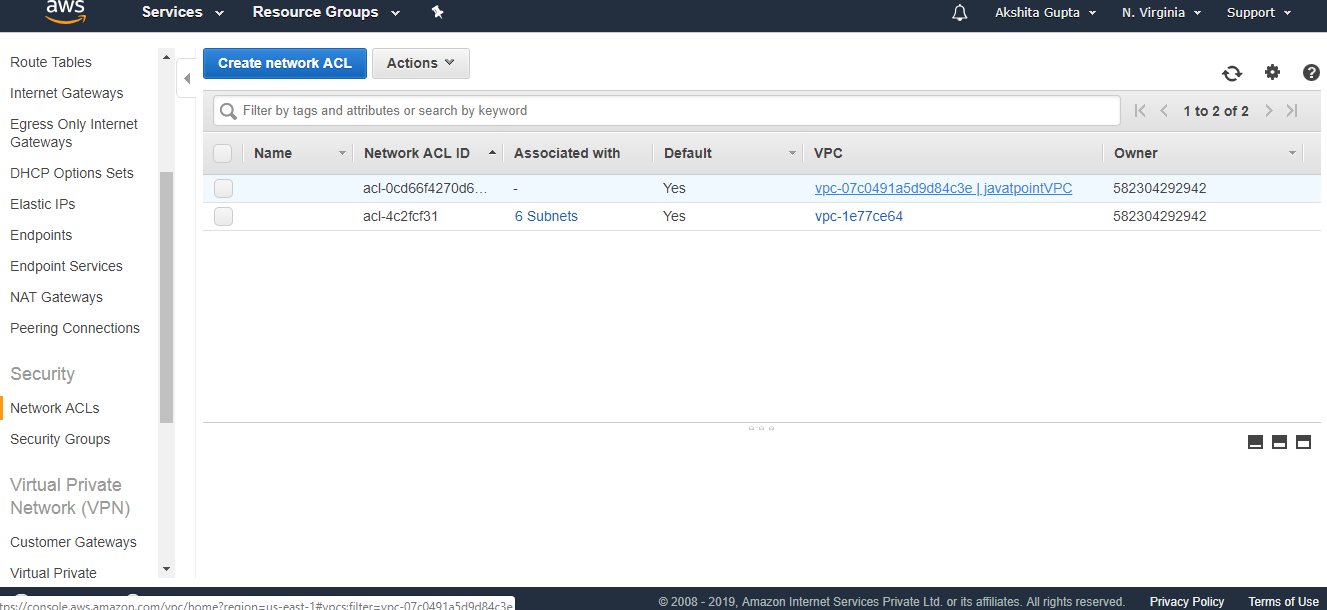 aws
Services
Resource Groups
Akshita Gupta
N. Virginia
Support
Route Tables
Internet Gateways
Egress Only Internet
Gateways
DHCP Options Sets
Elastic IPs
Endpoints
Endpoint Services
NAT Gateways
Peering Connections
Security
Network ACLs
Security Groups
Virtual Private
Network (VPN)
Customer Gateways
Virtual Private
Create network ACL
Actions
Filter by tags and attributes or search by keyword
1 to 2 of 2
Name Network ACL ID Associated with Default VPC Owner
acl-0cd66f4270d6... - Yes vpc-07c0491a5d9d84c3e | javatpointVPC 582304292942
acl-4c2fcf31 6 Subnets Yes vpc-1e77ce64 582304292942
tps://console.aws.amazon.com/vpc/home?region=us-east-1#vpcs:filter=vpc-07c0491a5d9d84c3e
© 2008 - 2019, Amazon Internet Services Private Ltd. or its affiliates. All rights reserved.
Privacy Policy
Terms of Use